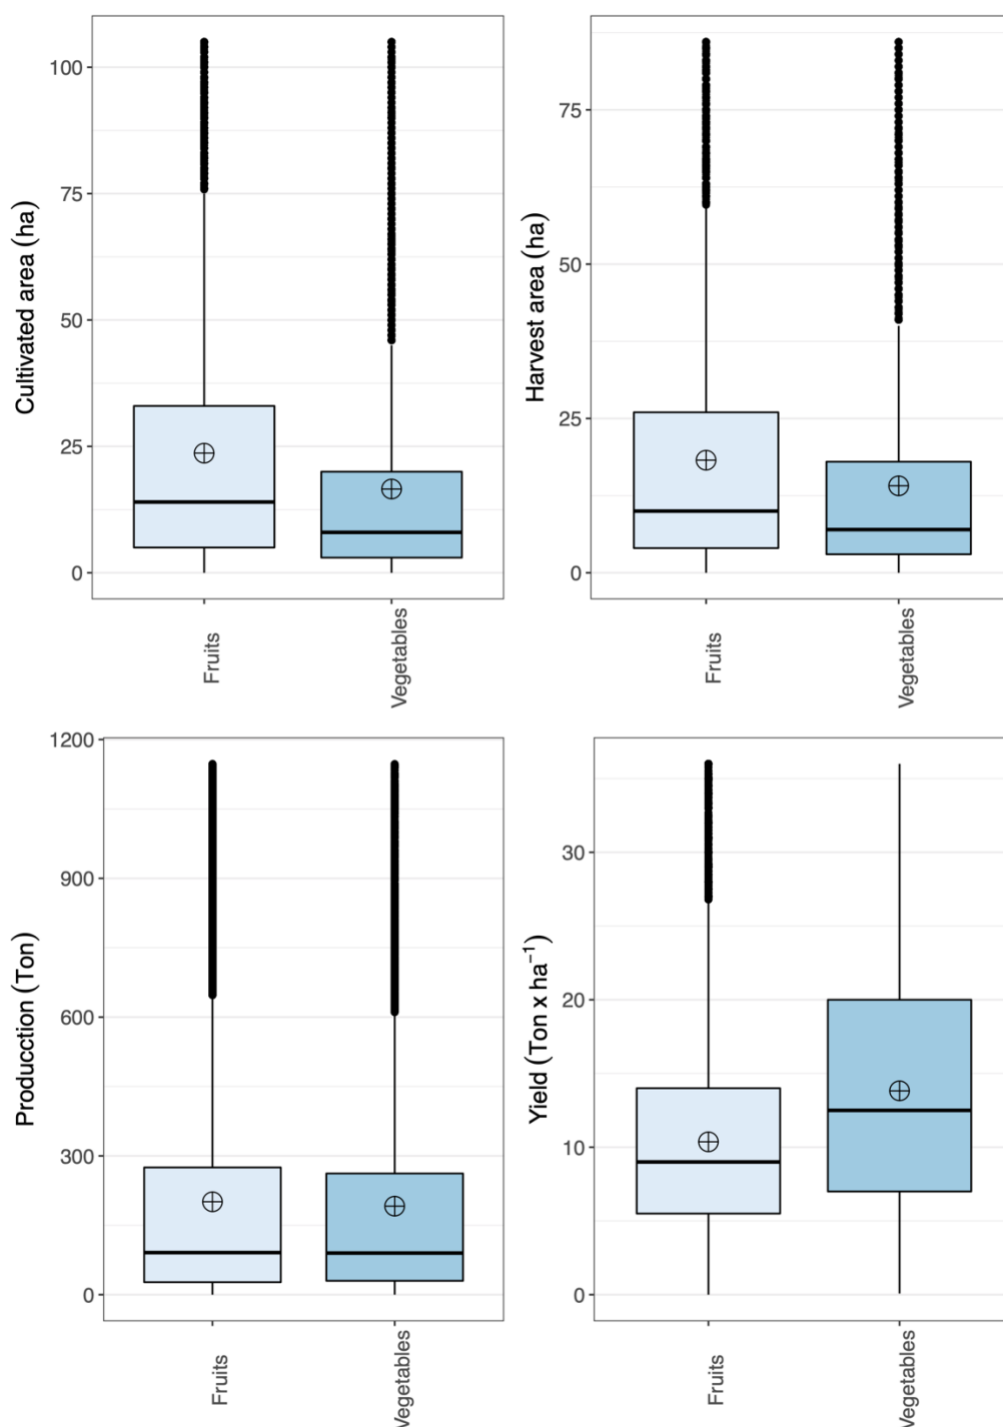 Cultivated area (ha)
100
75
50
25
0
Fruits
Vegetables
Harvest area (ha)
75
50
25
0
Fruits
Vegetables
Producction (Ton)
1200
900
600
300
0
Fruits
Vegetables
Yield (Ton x ha⁻¹)
30
20
10
0
Fruits
Vegetables